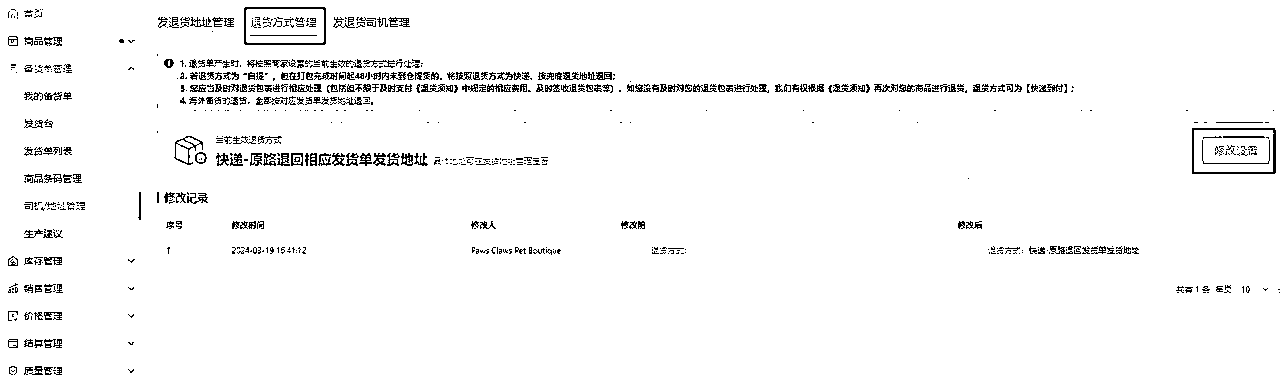 首页
商品管理
备货单管理
我的备货单
发货台
发货单列表
商品条码管理
司机/地址管理
生产建议
库存管理
销售管理
价格管理
结算管理
质量管理
发退货地址管理 退货方式管理 发退货司机管理
1. 退货单产生时，将按照商家设置的当前生效的退货方式进行处理；
2. 若退货方式为“自提”，但在打包完成时间起48小时内未到仓提货的，将按照退货方式为快递、按兜底退货地址退回；
3. 您应当及时对退货包裹进行相应处理（包括但不限于及时支付《退货须知》中规定的相应费用、及时签收退货包裹等），如您没有及时对您的退货包裹进行处理，我们有权根据《退货须知》再次对您的商品进行退货，退货方式可为【快递到付】；
4. 海外备货的退货，全部按对应发货单发货地址退回。
当前生效退货方式
快递-原路退回相应发货单发货地址
修改设置
修改记录
序号 修改时间 修改人 修改前 修改后
1 2024-03-19 15:41:12 Paws Claws Pet Boutique 退货方式: 退货方式：快递-原路退回发货单发货地址
共有 1 条 每页 10